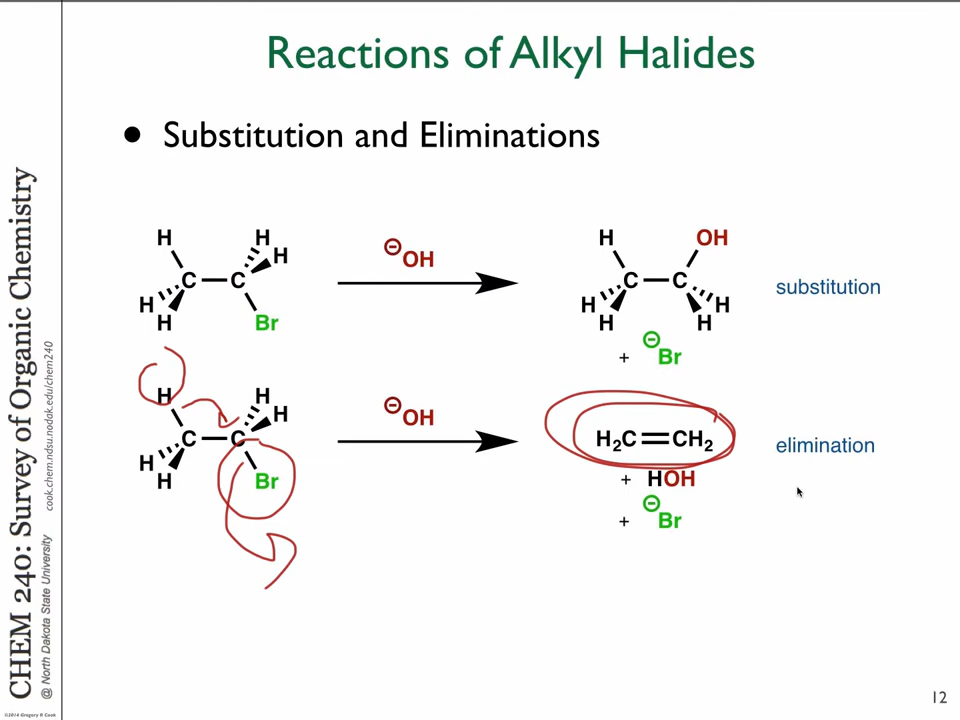 Reactions of Alkyl Halides
• Substitution and Eliminations
H H H
⊖OH
H OH
C C
C C
substitution
H H Br
H H H H
+ ⊖Br
H H H
⊖OH
C C
H₂C=CH₂
elimination
H H Br
+ HOH
+ ⊖Br
CHEM 240: Survey of Organic Chemistry
@ North Dakota State University cook.chem.ndsu.nodak.edu/chem240
©2014 Gregory R Cook
12